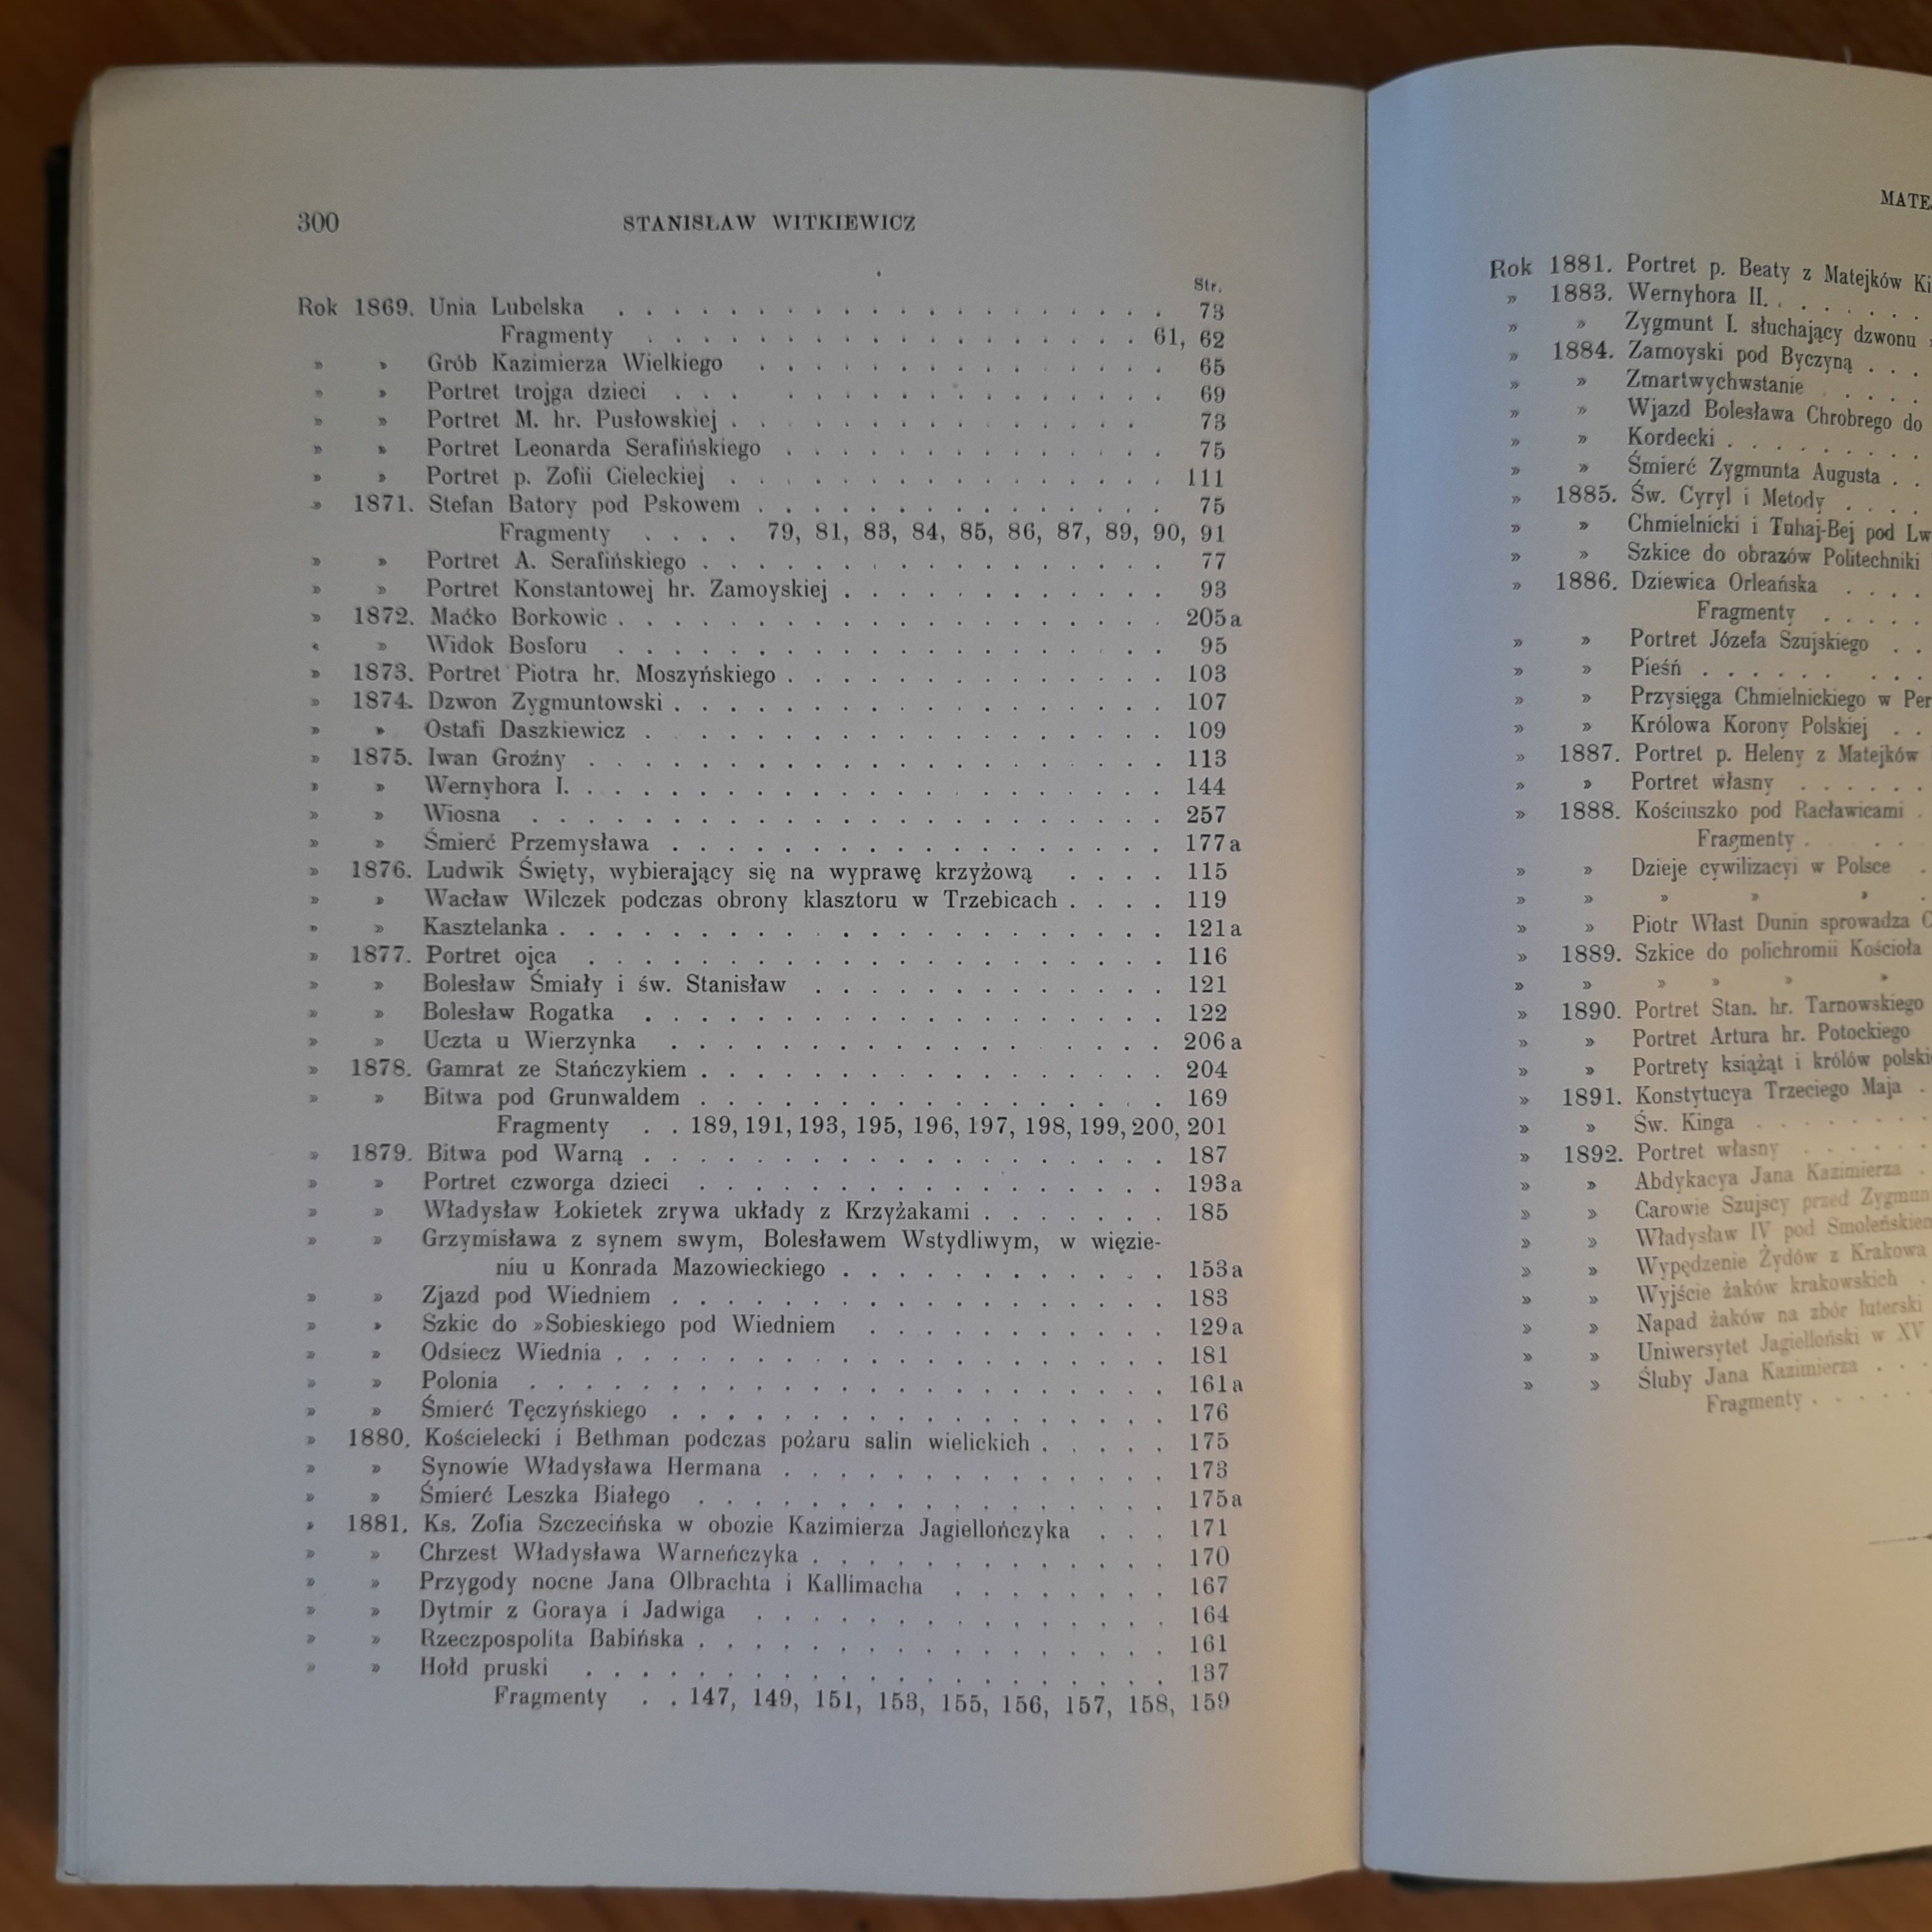 300 STANISŁAW WITKIEWICZ
Str.
Rok 1869. Unia Lubelska . . . . . . . . . . . . . . . . . . . . 73
Fragmenty . . . . . . . . . . . . . . . . . . 61, 62
» » Grób Kazimierza Wielkiego . . . . . . . . . . . . . . . 65
» » Portret trojga dzieci . . . . . . . . . . . . . . . . 69
» » Portret M. hr. Pusłowskiej . . . . . . . . . . . . . . . 73
» » Portret Leonarda Serafińskiego . . . . . . . . . . . . . . 75
» » Portret p. Zofii Cieleckiej . . . . . . . . . . . . . . . . 111
» 1871. Stefan Batory pod Pskowem . . . . . . . . . . . . . . . 75
Fragmenty . . . . 79, 81, 83, 84, 85, 86, 87, 89, 90, 91
» » Portret A. Serafińskiego . . . . . . . . . . . . . . . . . 77
» » Portret Konstantowej hr. Zamoyskiej . . . . . . . . . . . . 93
» 1872. Maćko Borkowic . . . . . . . . . . . . . . . . . . . . 205a
« » Widok Bosforu . . . . . . . . . . . . . . . . . . . . 95
» 1873. Portret Piotra hr. Moszyńskiego . . . . . . . . . . . . . . 103
» 1874. Dzwon Zygmuntowski . . . . . . . . . . . . . . . . . . 107
» » Ostafi Daszkiewicz . . . . . . . . . . . . . . . . . . 109
» 1875. Iwan Groźny . . . . . . . . . . . . . . . . . . . . . 113
» » Wernyhora I. . . . . . . . . . . . . . . . . . . . . . 144
» » Wiosna . . . . . . . . . . . . . . . . . . . . . . . 257
» » Śmierć Przemysława . . . . . . . . . . . . . . . . . . 177a
» 1876. Ludwik Święty, wybierający się na wyprawę krzyżową . . . . 115
» » Wacław Wilczek podczas obrony klasztoru w Trzebicach . . . . 119
» » Kasztelanka . . . . . . . . . . . . . . . . . . . . . . 121a
» 1877. Portret ojca . . . . . . . . . . . . . . . . . . . . . 116
» » Bolesław Śmiały i św. Stanisław . . . . . . . . . . . . . 121
» » Bolesław Rogatka . . . . . . . . . . . . . . . . . . . 122
» » Uczta u Wierzynka . . . . . . . . . . . . . . . . . . 206a
» 1878. Gamrat ze Stańczykiem . . . . . . . . . . . . . . . . . 204
» » Bitwa pod Grunwaldem . . . . . . . . . . . . . . . . . 169
Fragmenty . . 189, 191, 193, 195, 196, 197, 198, 199, 200, 201
» 1879. Bitwa pod Warną . . . . . . . . . . . . . . . . . . . 187
» » Portret czworga dzieci . . . . . . . . . . . . . . . . . 193a
» » Władysław Łokietek zrywa układy z Krzyżakami . . . . . . . 185
» » Grzymisława z synem swym, Bolesławem Wstydliwym, w więzie-
niu u Konrada Mazowieckiego . . . . . . . . . . . . 153a
» » Zjazd pod Wiedniem . . . . . . . . . . . . . . . . . . 183
» » Szkic do »Sobieskiego pod Wiedniem . . . . . . . . . . . 129a
» » Odsiecz Wiednia . . . . . . . . . . . . . . . . . . . . 181
» » Polonia . . . . . . . . . . . . . . . . . . . . . . . 161a
» » Śmierć Tęczyńskiego . . . . . . . . . . . . . . . . . . 176
» 1880. Kościelecki i Bethman podczas pożaru salin wielickich . . . . . 175
» » Synowie Władysława Hermana . . . . . . . . . . . . . . 173
» » Śmierć Leszka Białego . . . . . . . . . . . . . . . . . 175a
» 1881. Ks. Zofia Szczecińska w obozie Kazimierza Jagiellończyka . . . 171
» » Chrzest Władysława Warneńczyka . . . . . . . . . . . . . 170
» » Przygody nocne Jana Olbrachta i Kallimacha . . . . . . . . 167
» » Dytmir z Goraya i Jadwiga . . . . . . . . . . . . . . . 164
» » Rzeczpospolita Babińska . . . . . . . . . . . . . . . . . 161
» » Hołd pruski . . . . . . . . . . . . . . . . . . . . . 137
Fragmenty . . 147, 149, 151, 153, 155, 156, 157, 158, 159
MATE
Rok 1881. Portret p. Beaty z Matejków Ki
» 1883. Wernyhora II. . . . . .
» » Zygmunt I. słuchający dzwonu »
» 1884. Zamoyski pod Byczyną . . .
» » Zmartwychwstanie . . . .
» » Wjazd Bolesława Chrobrego do
» » Kordecki . . . . . . . .
» » Śmierć Zygmunta Augusta . .
» 1885. Św. Cyryl i Metody . . . .
» » Chmielnicki i Tuhaj-Bej pod Lw
» » Szkice do obrazów Politechniki
» 1886. Dziewica Orleańska . . . .
Fragmenty . . . . .
» » Portret Józefa Szujskiego . .
» » Pieśń . . . . . . . . .
» » Przysięga Chmielnickiego w Per
» » Królowa Korony Polskiej . .
» 1887. Portret p. Heleny z Matejków
» » Portret własny . . . . . .
» 1888. Kościuszko pod Racławicami .
Fragmenty . . . . .
» » Dzieje cywilizacyi w Polsce .
» » » » » .
» » Piotr Włast Dunin sprowadza C
» 1889. Szkice do polichromii Kościoła
» » » » » »
» 1890. Portret Stan. hr. Tarnowskiego
» » Portret Artura hr. Potockiego
» » Portrety książąt i królów polski
» 1891. Konstytucya Trzeciego Maja .
» » Św. Kinga . . . . . . .
» 1892. Portret własny . . . . .
» » Abdykacya Jana Kazimierza .
» » Carowie Szujscy przed Zygmun
» » Władysław IV pod Smoleńskiem
» » Wypędzenie Żydów z Krakowa
» » Wyjście żaków krakowskich .
» » Napad żaków na zbór luterski
» » Uniwersytet Jagielloński w XV
» » Śluby Jana Kazimierza . . .
Fragmenty . . . . .